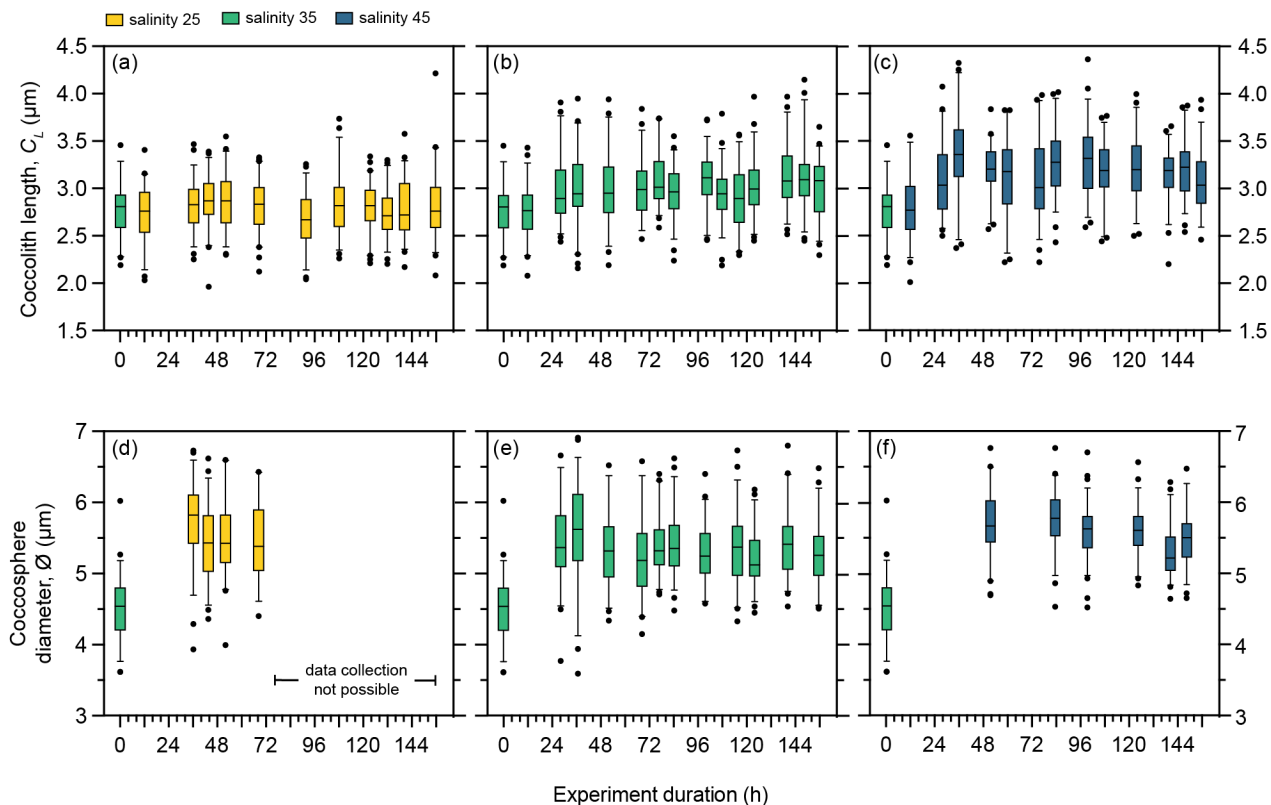 salinity 25 salinity 35 salinity 45
(a) (b) (c)
Coccolith length, C_L (µm)
4.5 4.5
4.0 4.0
3.5 3.5
3.0 3.0
2.5 2.5
2.0 2.0
1.5 1.5
0 24 48 72 96 120 144 0 24 48 72 96 120 144 0 24 48 72 96 120 144
(d) (e) (f)
Coccosphere
diameter, Ø (µm)
7 7
6 6
5 5
4 4
3 3
data collection
not possible
0 24 48 72 96 120 144 0 24 48 72 96 120 144 0 24 48 72 96 120 144
Experiment duration (h)